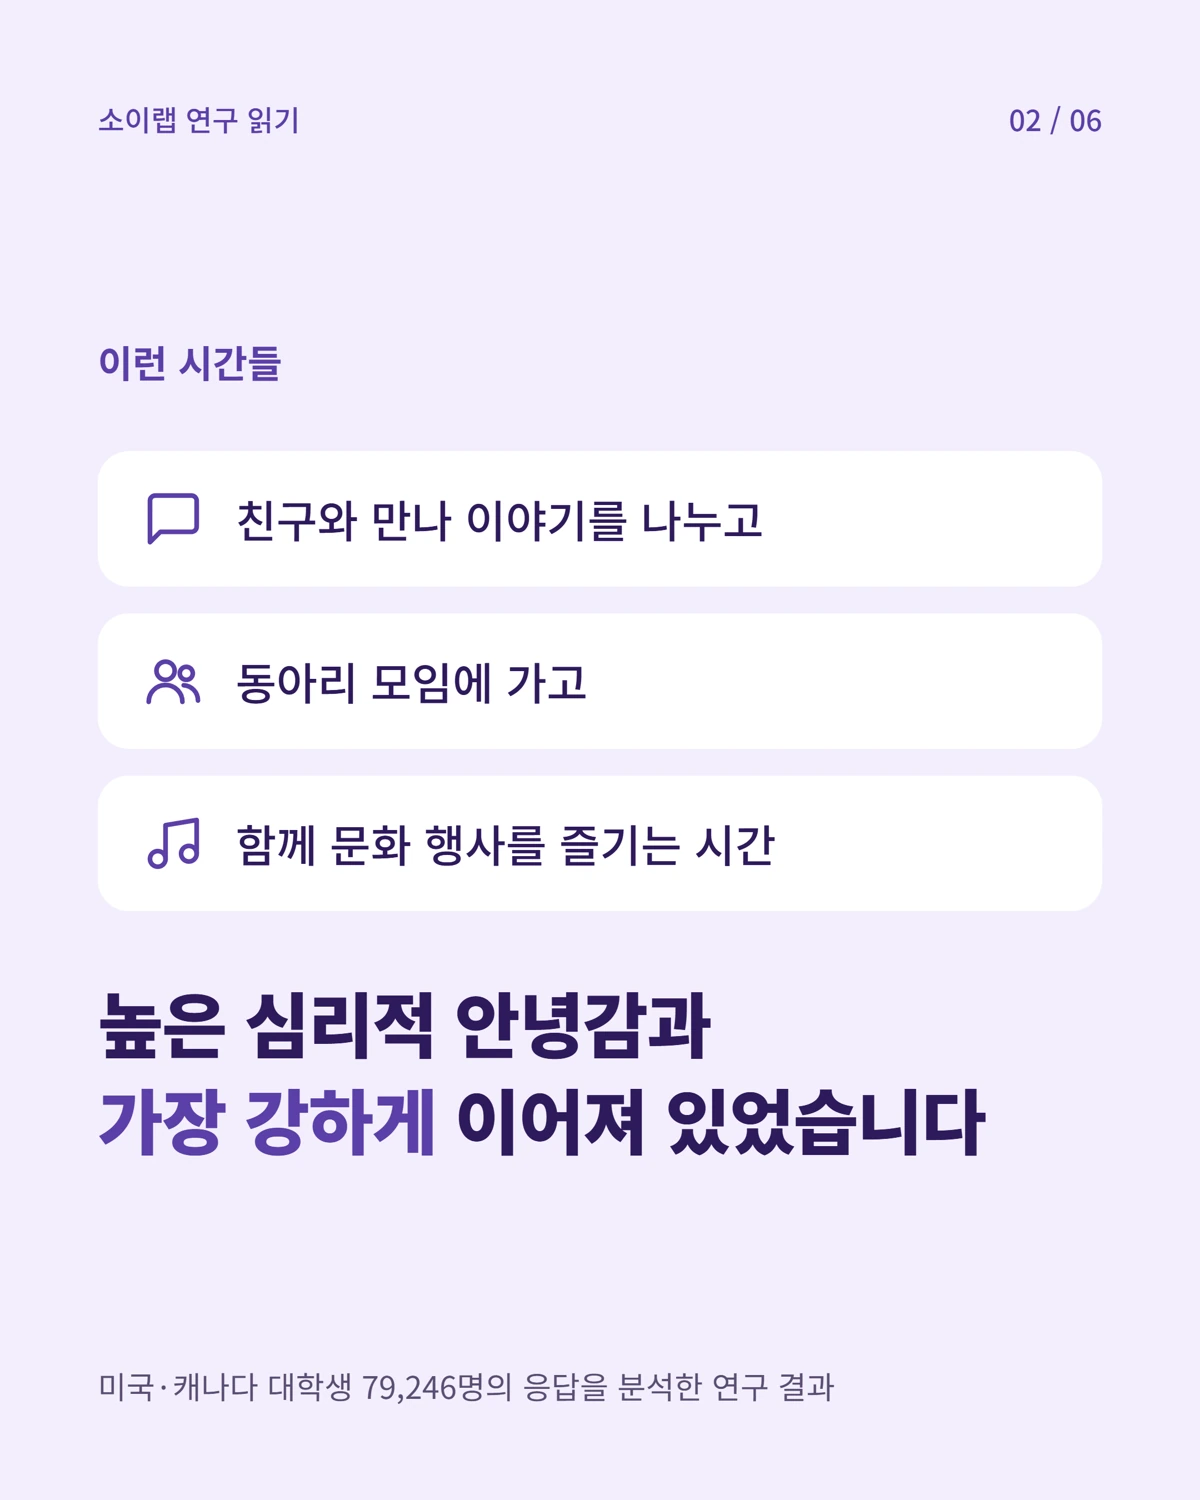 소이랩 연구 읽기
02 / 06
이런 시간들
친구와 만나 이야기를 나누고
동아리 모임에 가고
함께 문화 행사를 즐기는 시간
높은 심리적 안녕감과
가장 강하게 이어져 있었습니다
미국·캐나다 대학생 79,246명의 응답을 분석한 연구 결과